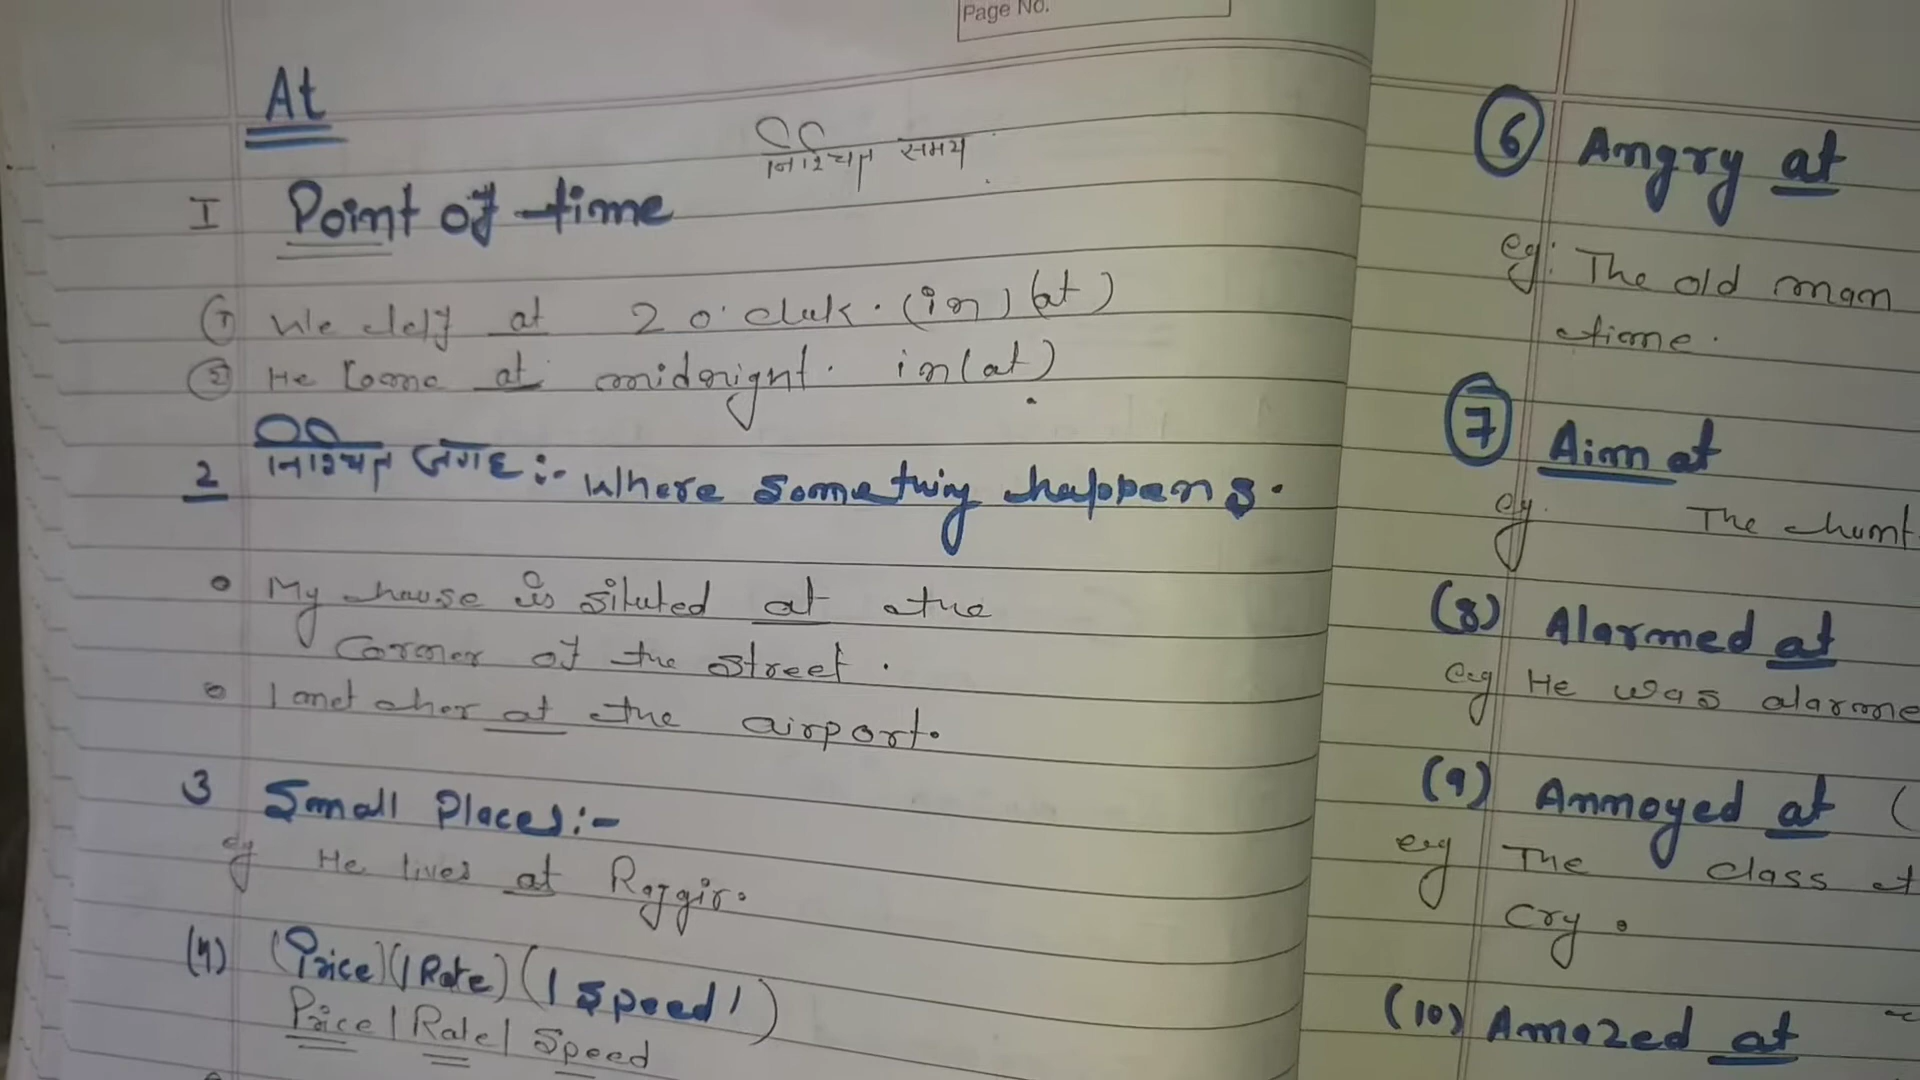 Page No.
At
निश्चित समय
I Point of time
① We left at 2 o'clock. (in) (at)
② He came at midnight. in (at)
2 निश्चित जगह :- Where something happens.
My house is situted at the
Corner of the street.
I met her at the airport.
3 Small Places:-
eg He lives at Rajgir.
(4) (Price) (Rate) (Speed)
Price | Rate | Speed
⑥ Angry at
eg: The old man
time.
⑦ Aim at
eg. The hunt
(8) Alarmed at
eg He was alarme
(9) Annoyed at (
eg The class t
Cry.
(10) Amazed at